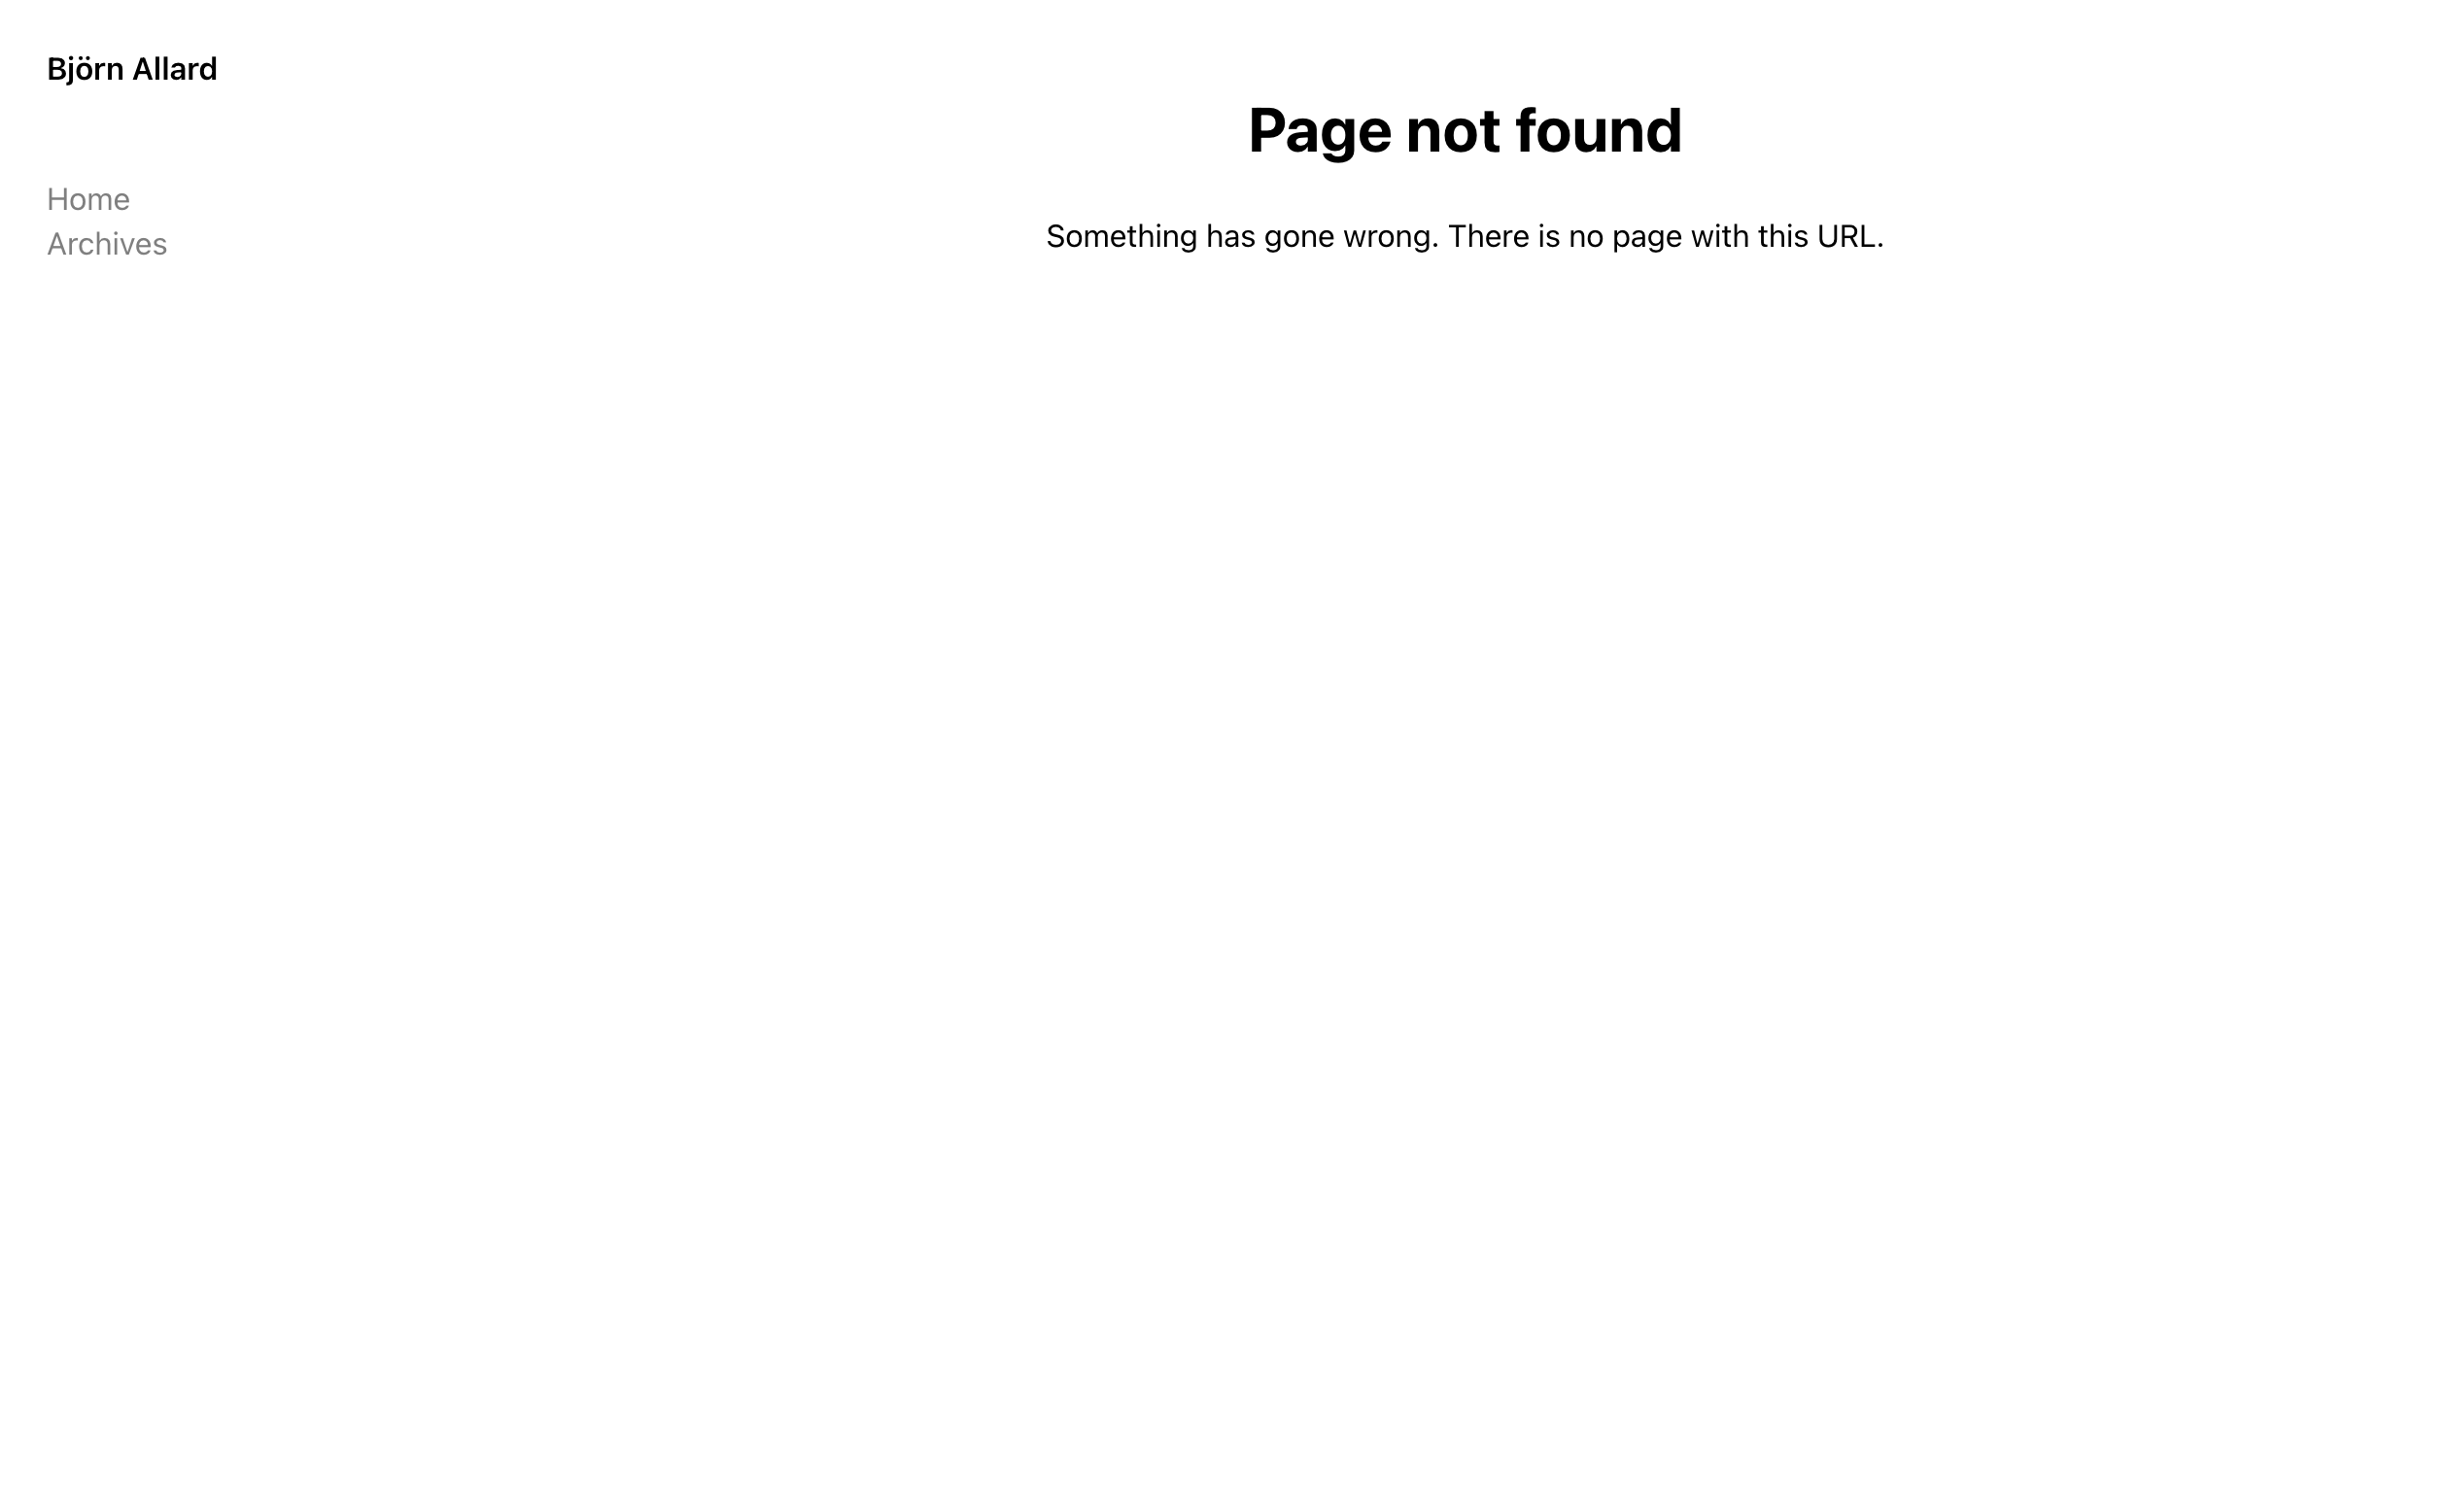 Björn Allard
Home
Archives
Page not found
Something has gone wrong. There is no page with this URL.